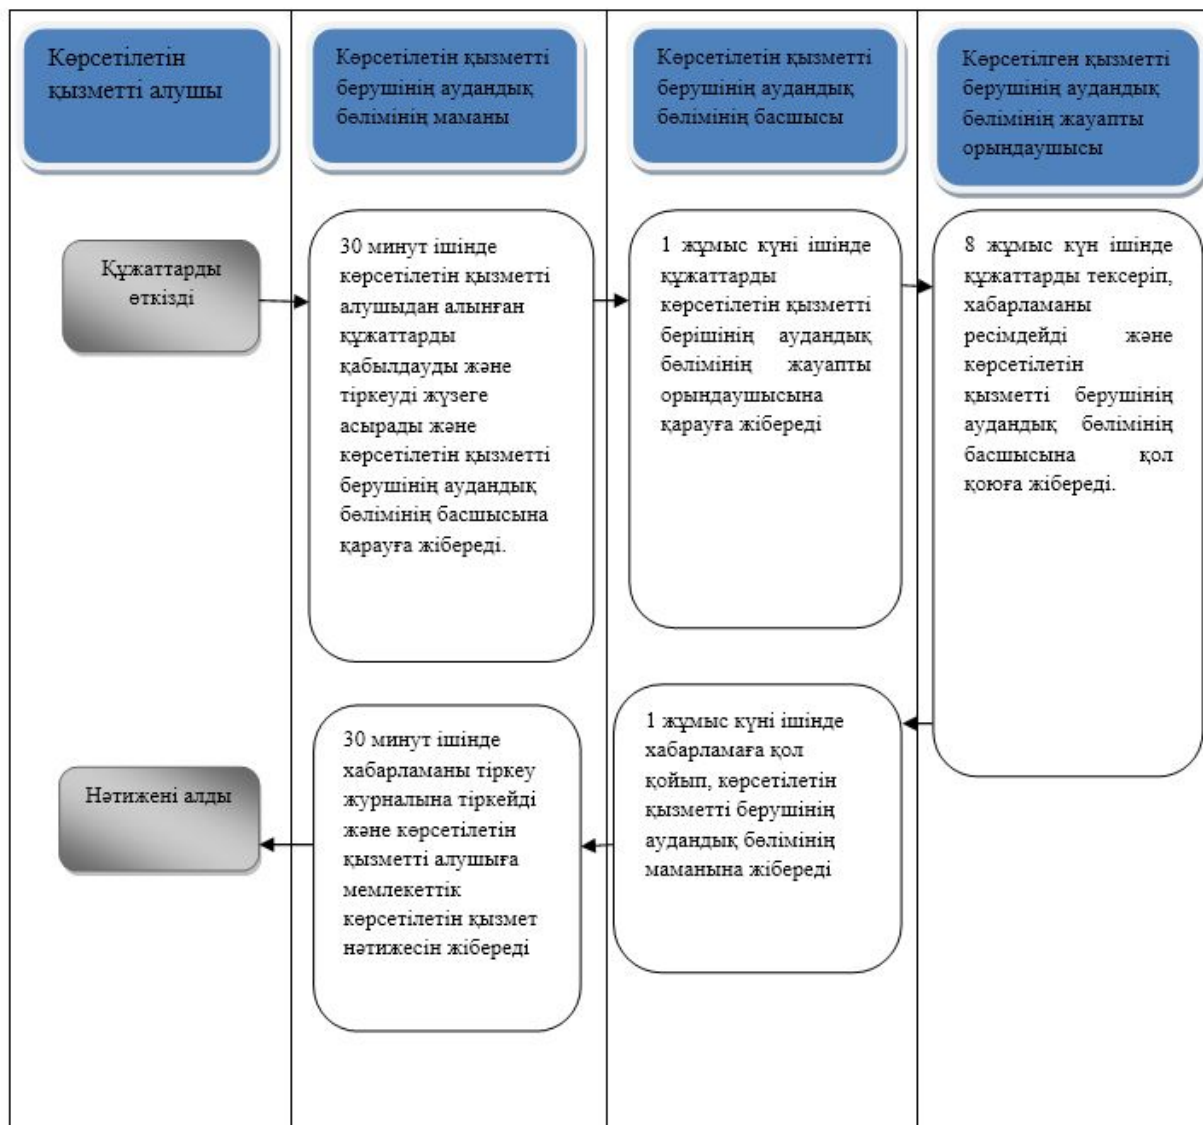 Көрсетілетін
қызметті алушы
Көрсетілетін қызметті
берушінің аудандық
бөлімінің маманы
Көрсетілетін қызметті
берушінің аудандық
бөлімінің басшысы
Көрсетілген қызметті
берушінің аудандық
бөлімінің жауапты
орындаушысы
Құжаттарды
өткізді
30 минут ішінде
көрсетілетін қызметті
алушыдан алынған
құжаттарды
қабылдауды және
тіркеуді жүзеге
асырады және
көрсетілетін қызметті
берушінің аудандық
бөлімінің басшысына
қарауға жібереді.
1 жұмыс күні ішінде
құжаттарды
көрсетілетін қызметті
берішінің аудандық
бөлімінің жауапты
орындаушысына
қарауға жібереді
8 жұмыс күн ішінде
құжаттарды тексеріп,
хабарламаны
ресімдейді және
көрсетілетін
қызметті берушінің
аудандық бөлімінің
басшысына қол
қоюға жібереді.
1 жұмыс күні ішінде
хабарламаға қол
қойып, көрсетілетін
қызметті берушінің
аудандық бөлімінің
маманына жібереді
30 минут ішінде
хабарламаны тіркеу
журналына тіркейді
және көрсетілетін
қызметті алушыға
мемлекеттік
көрсетілетін қызмет
нәтижесін жібереді
Нәтижені алды